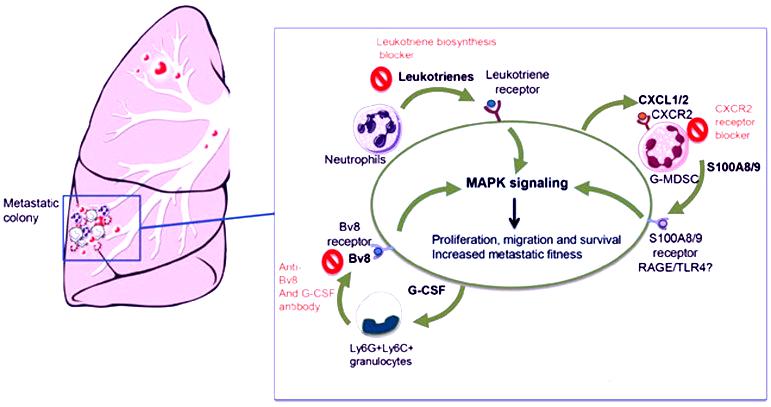 Leukotriene biosynthesis
blocker
Leukotrienes
Leukotriene
receptor
Neutrophils
CXCL1/2
CXCR2
CXCR2
receptor
blocker
G-MDSC
S100A8/9
MAPK signaling
Metastatic
colony
Bv8
receptor
Bv8
Proliferation, migration and survival
Increased metastatic fitness
S100A8/9
receptor
RAGE/TLR4?
Anti-
Bv8
And G-CSF
antibody
G-CSF
Ly6G+Ly6C+
granulocytes